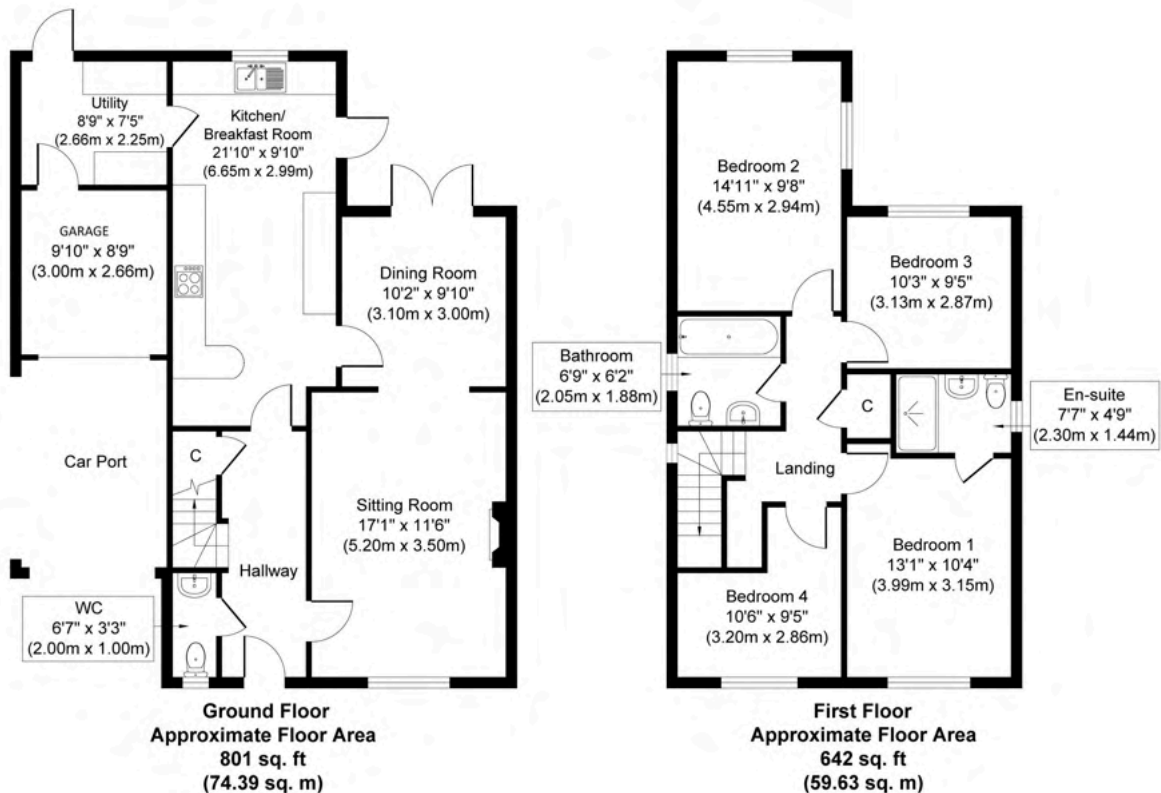 Utility
8'9" x 7'5"
(2.66m x 2.25m)
Kitchen/
Breakfast Room
21'10" x 9'10"
(6.65m x 2.99m)
GARAGE
9'10" x 8'9"
(3.00m x 2.66m)
Dining Room
10'2" x 9'10"
(3.10m x 3.00m)
Car Port
C
Sitting Room
17'1" x 11'6"
(5.20m x 3.50m)
Hallway
WC
6'7" x 3'3"
(2.00m x 1.00m)
Ground Floor
Approximate Floor Area
801 sq. ft
(74.39 sq. m)
Bedroom 2
14'11" x 9'8"
(4.55m x 2.94m)
Bedroom 3
10'3" x 9'5"
(3.13m x 2.87m)
Bathroom
6'9" x 6'2"
(2.05m x 1.88m)
C
En-suite
7'7" x 4'9"
(2.30m x 1.44m)
Landing
Bedroom 1
13'1" x 10'4"
(3.99m x 3.15m)
Bedroom 4
10'6" x 9'5"
(3.20m x 2.86m)
First Floor
Approximate Floor Area
642 sq. ft
(59.63 sq. m)